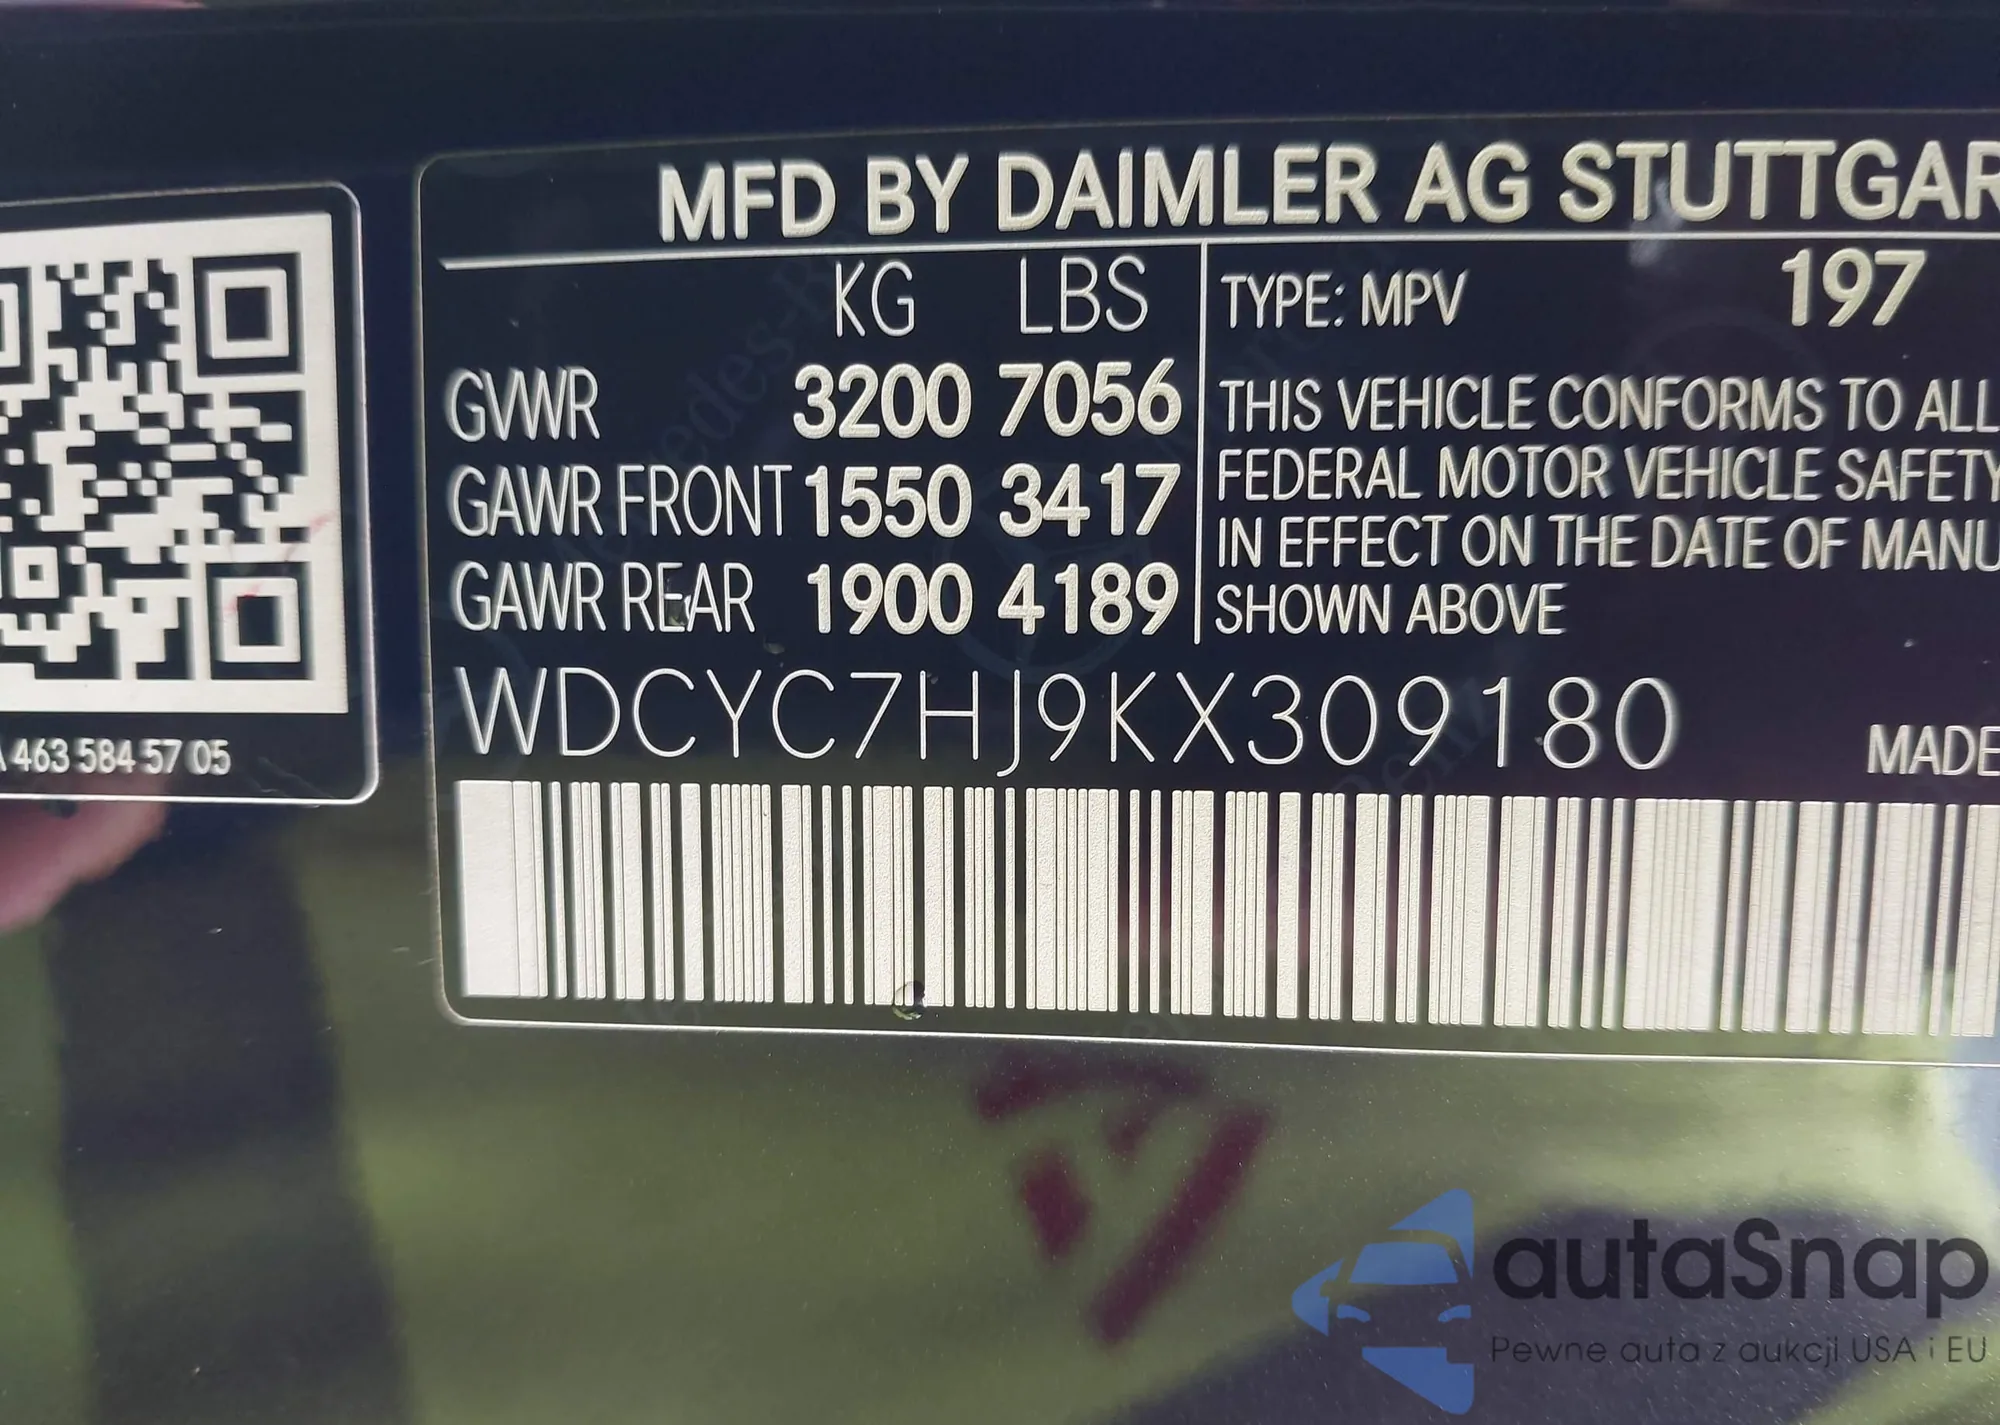 MFD BY DAIMLER AG STUTTGAR
KG LBS
GVWR 3200 7056
GAWR FRONT 1550 3417
GAWR REAR 1900 4189
TYPE: MPV 197
THIS VEHICLE CONFORMS TO ALL
FEDERAL MOTOR VEHICLE SAFETY
IN EFFECT ON THE DATE OF MANU
SHOWN ABOVE
WDCYC7HJ9KX309180
MADE
A 463 584 57 05
autaSnap
Pewne auta z aukcji USA i EU